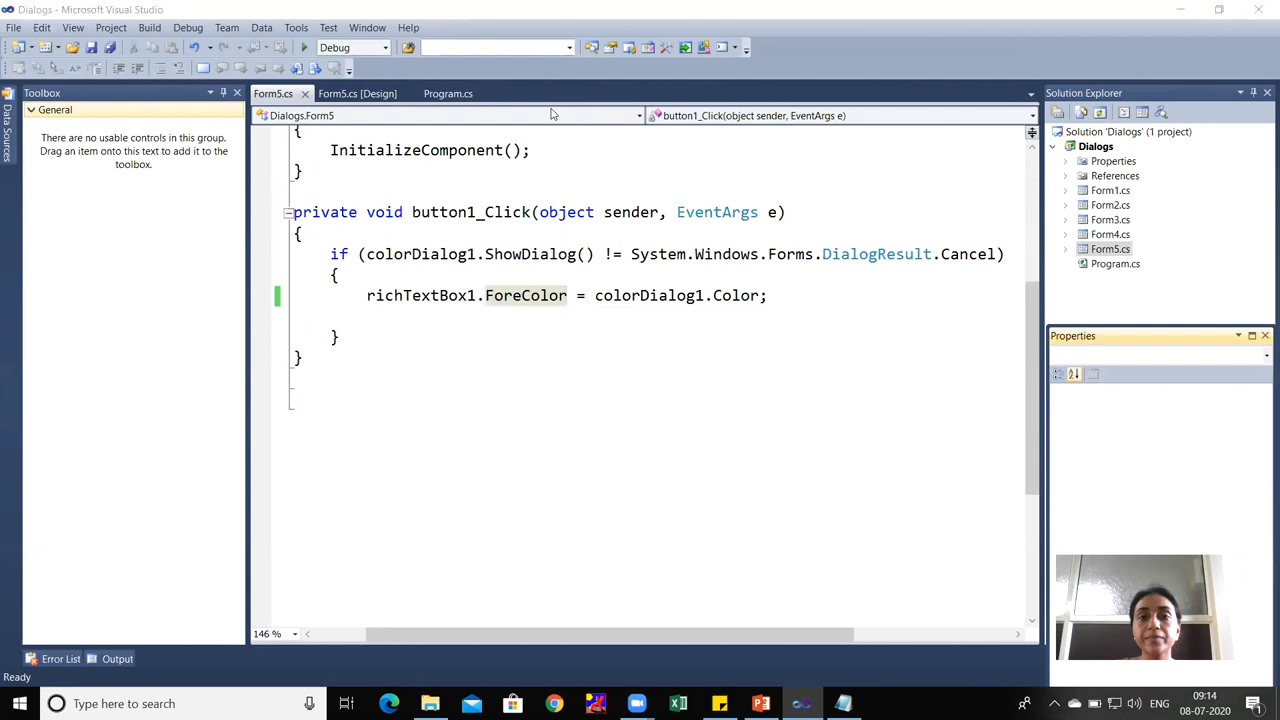 Dialogs - Microsoft Visual Studio
File Edit View Project Build Debug Team Data Tools Test Window Help
Debug
Toolbox
General
There are no usable controls in this group.
Drag an item onto this text to add it to the
toolbox.
Data Sources
Form5.cs Form5.cs [Design] Program.cs
Dialogs.Form5 button1_Click(object sender, EventArgs e)
{
InitializeComponent();
}
private void button1_Click(object sender, EventArgs e)
{
if (colorDialog1.ShowDialog() != System.Windows.Forms.DialogResult.Cancel)
{
richTextBox1.ForeColor = colorDialog1.Color;
}
}
146 %
Solution Explorer
Solution 'Dialogs' (1 project)
Dialogs
Properties
References
Form1.cs
Form2.cs
Form3.cs
Form4.cs
Form5.cs
Program.cs
Properties
Error List Output
Ready
Type here to search
ENG
09:14
08-07-2020